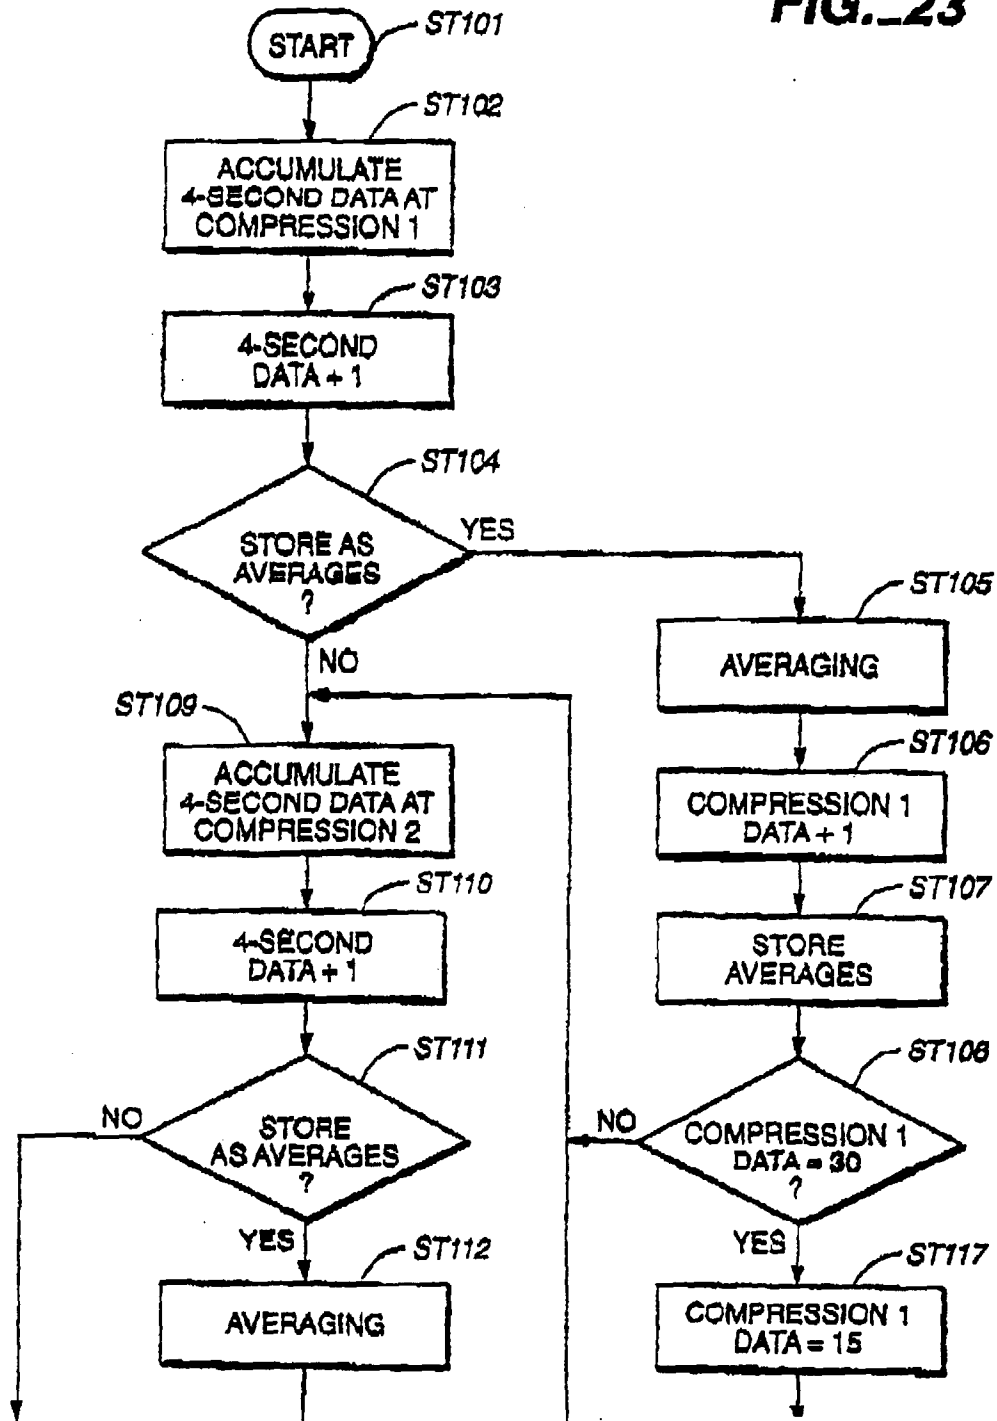 FIG._23
START
ST101
ST102
ACCUMULATE
4-SECOND DATA AT
COMPRESSION 1
ST103
4-SECOND
DATA + 1
ST104
STORE AS
AVERAGES
?
YES
NO
ST105
AVERAGING
ST106
COMPRESSION 1
DATA + 1
ST107
STORE
AVERAGES
ST108
COMPRESSION 1
DATA = 30
?
NO
YES
ST117
COMPRESSION 1
DATA = 15
ST109
ACCUMULATE
4-SECOND DATA AT
COMPRESSION 2
ST110
4-SECOND
DATA + 1
ST111
STORE
AS AVERAGES
?
NO
YES
ST112
AVERAGING